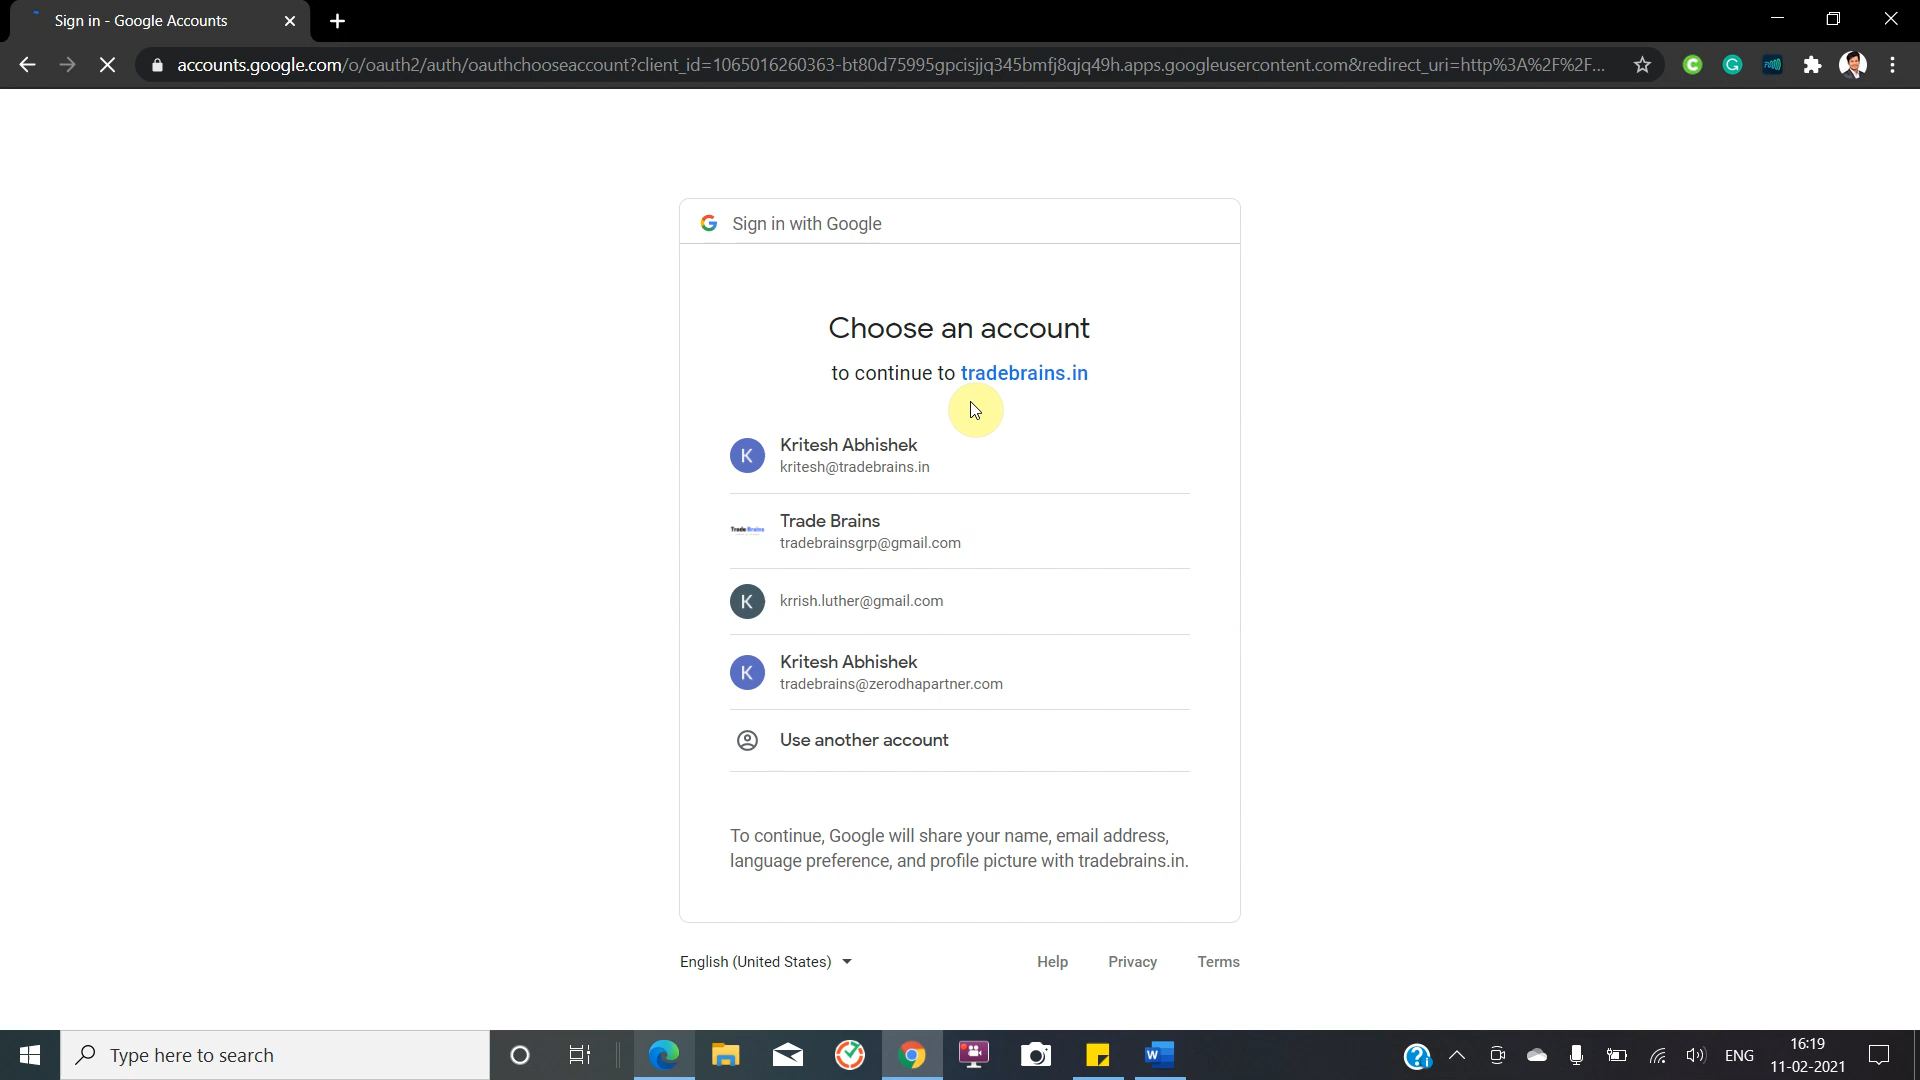 Sign in - Google Accounts
accounts.google.com/o/oauth2/auth/oauthchooseaccount?client_id=1065016260363-bt80d75995gpcisjjq345bmfj8qjq49h.apps.googleusercontent.com&redirect_uri=http%3A%2F%2F...
Sign in with Google
Choose an account
to continue to tradebrains.in
K
Kritesh Abhishek
kritesh@tradebrains.in
Trade Brains
Trade Brains
tradebrainsgrp@gmail.com
K
krrish.luther@gmail.com
K
Kritesh Abhishek
tradebrains@zerodhapartner.com
Use another account
To continue, Google will share your name, email address,
language preference, and profile picture with tradebrains.in.
English (United States)
Help
Privacy
Terms
Type here to search
ENG
16:19
11-02-2021